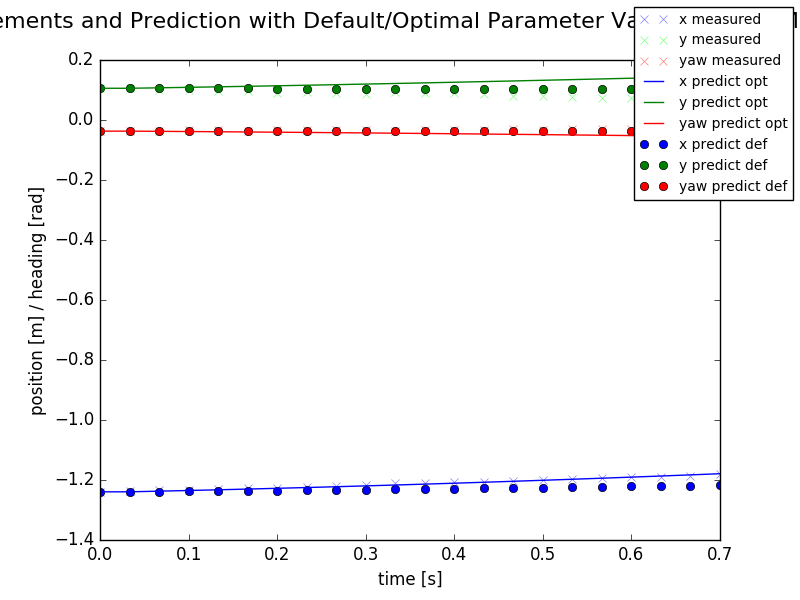 ements and Prediction with Default/Optimal Parameter Va
x measured
y measured
yaw measured
x predict opt
y predict opt
yaw predict opt
x predict def
y predict def
yaw predict def
0.2
0.0
−0.2
−0.4
−0.6
−0.8
−1.0
−1.2
−1.4
position [m] / heading [rad]
0.0 0.1 0.2 0.3 0.4 0.5 0.6 0.7
time [s]